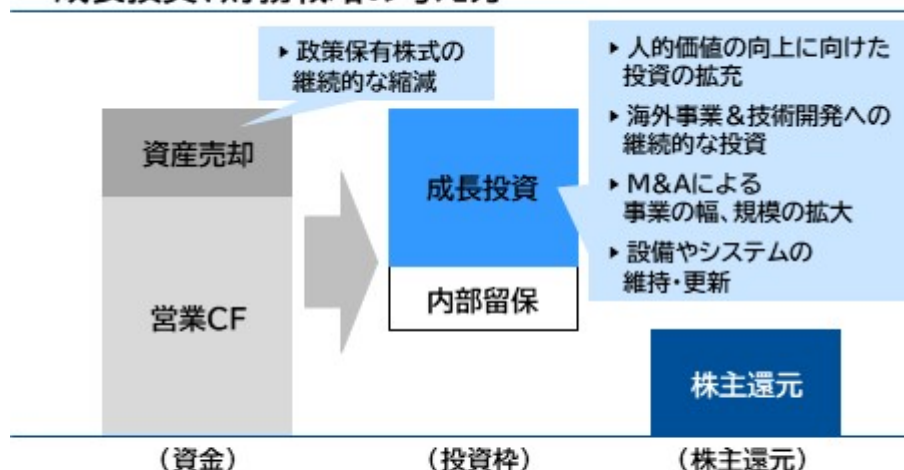 ▸ 政策保有株式の
継続的な縮減
資産売却
営業CF
成長投資
内部留保
▸ 人的価値の向上に向けた
投資の拡充
▸ 海外事業&技術開発への
継続的な投資
▸ M&Aによる
事業の幅、規模の拡大
▸ 設備やシステムの
維持・更新
株主還元
(資金)
(投資枠)
(株主還元)